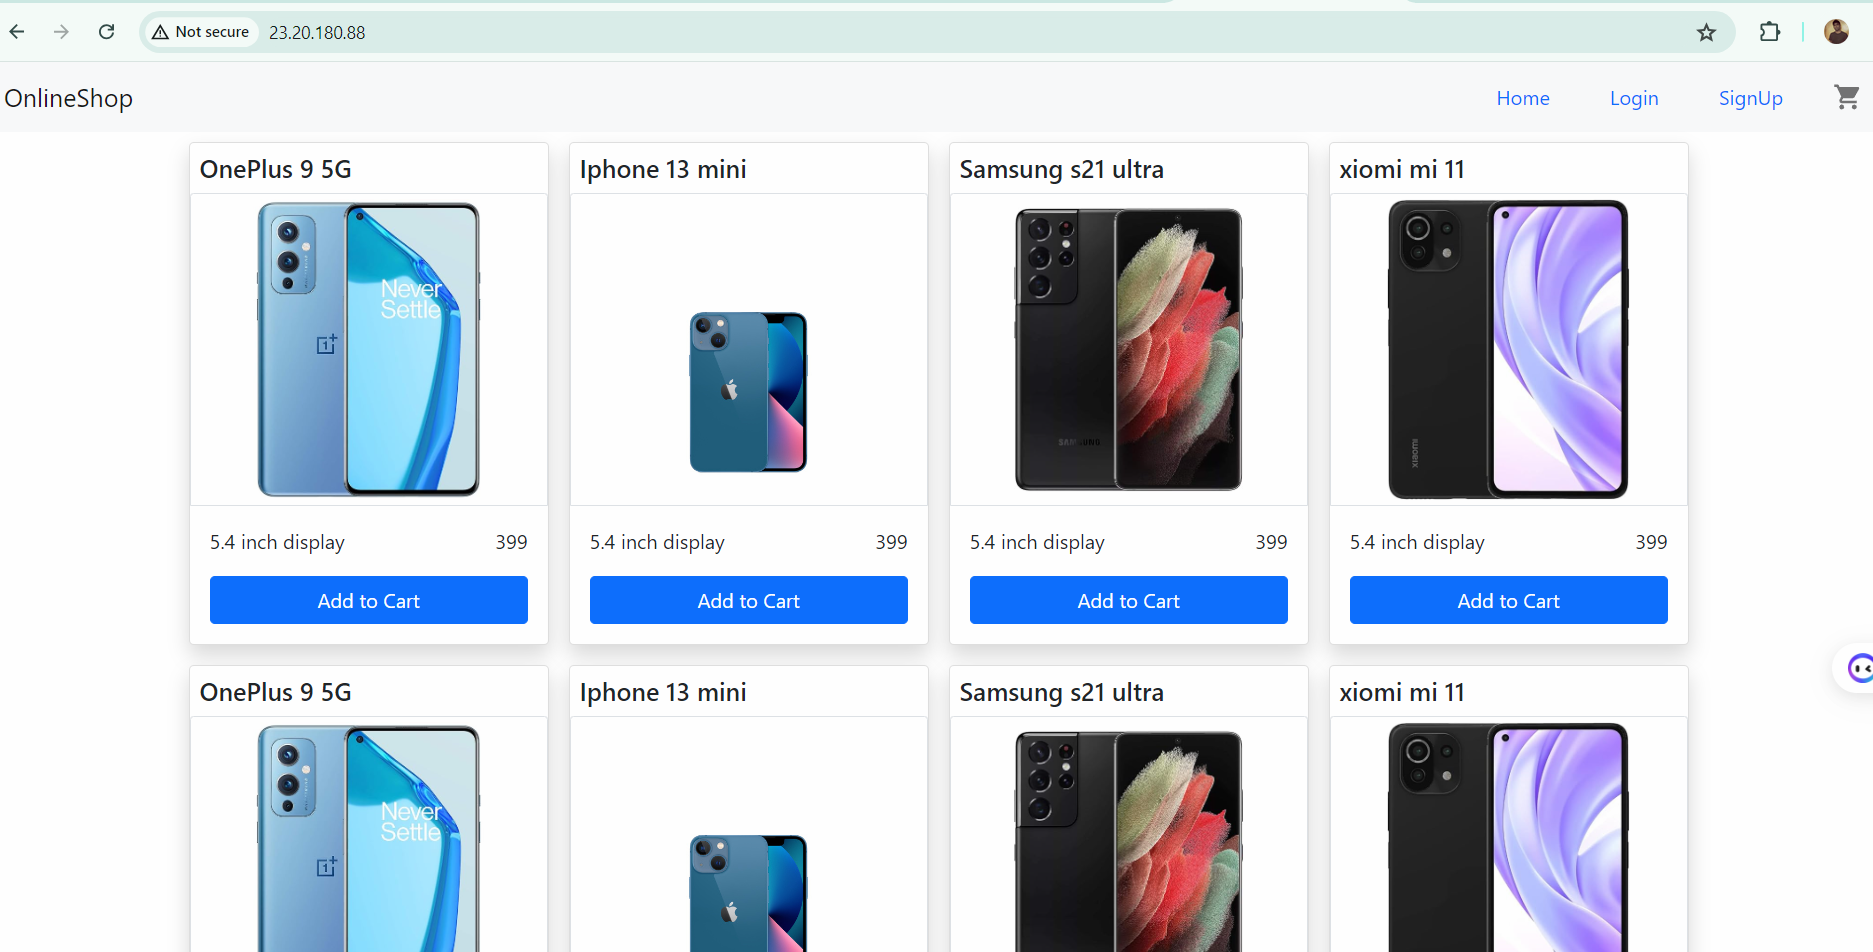 Not secure 23.20.180.88
OnlineShop Home Login SignUp
OnePlus 9 5G Iphone 13 mini Samsung s21 ultra xiomi mi 11
Never
Settle
SAMSUNG
xiaomi
5.4 inch display 399 5.4 inch display 399 5.4 inch display 399 5.4 inch display 399
Add to Cart Add to Cart Add to Cart Add to Cart
OnePlus 9 5G Iphone 13 mini Samsung s21 ultra xiomi mi 11
Never
Settle